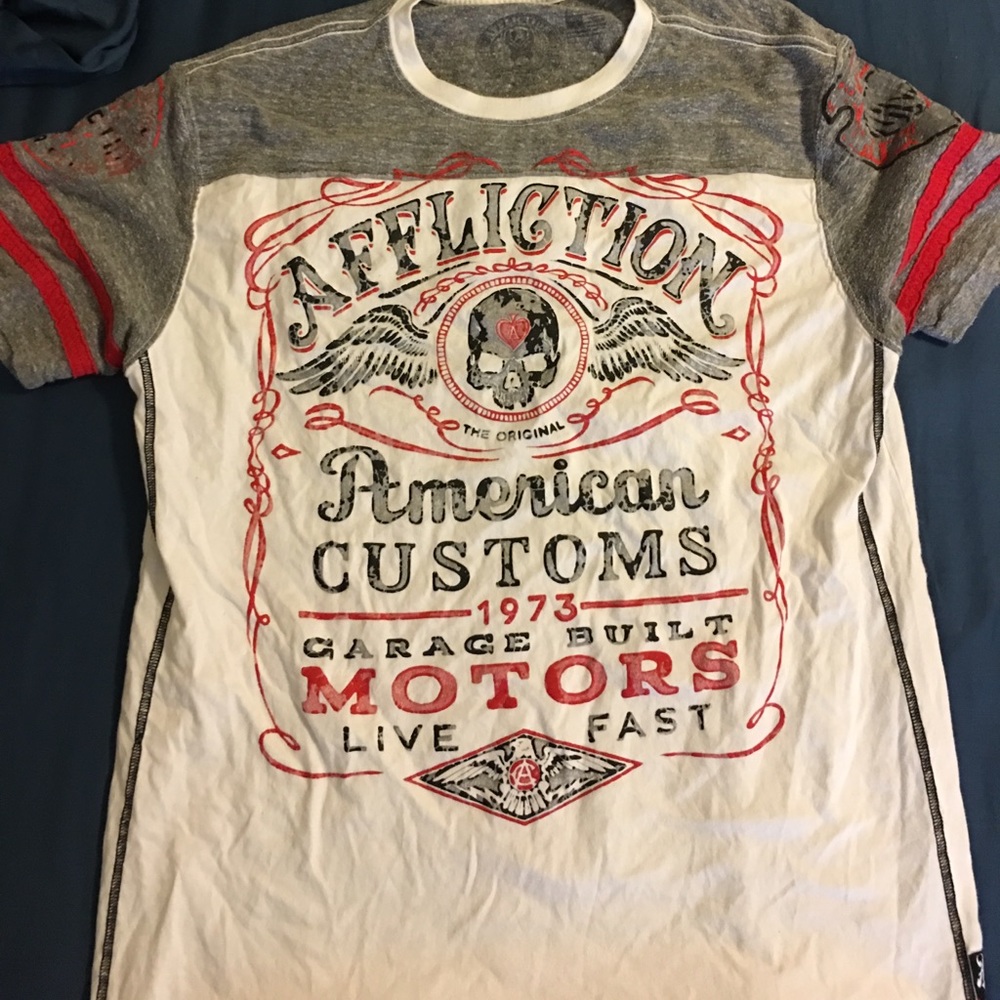 AFFLICTION
THE ORIGINAL
American
CUSTOMS
1973
GARAGE BUILT
MOTORS
LIVE FAST
A